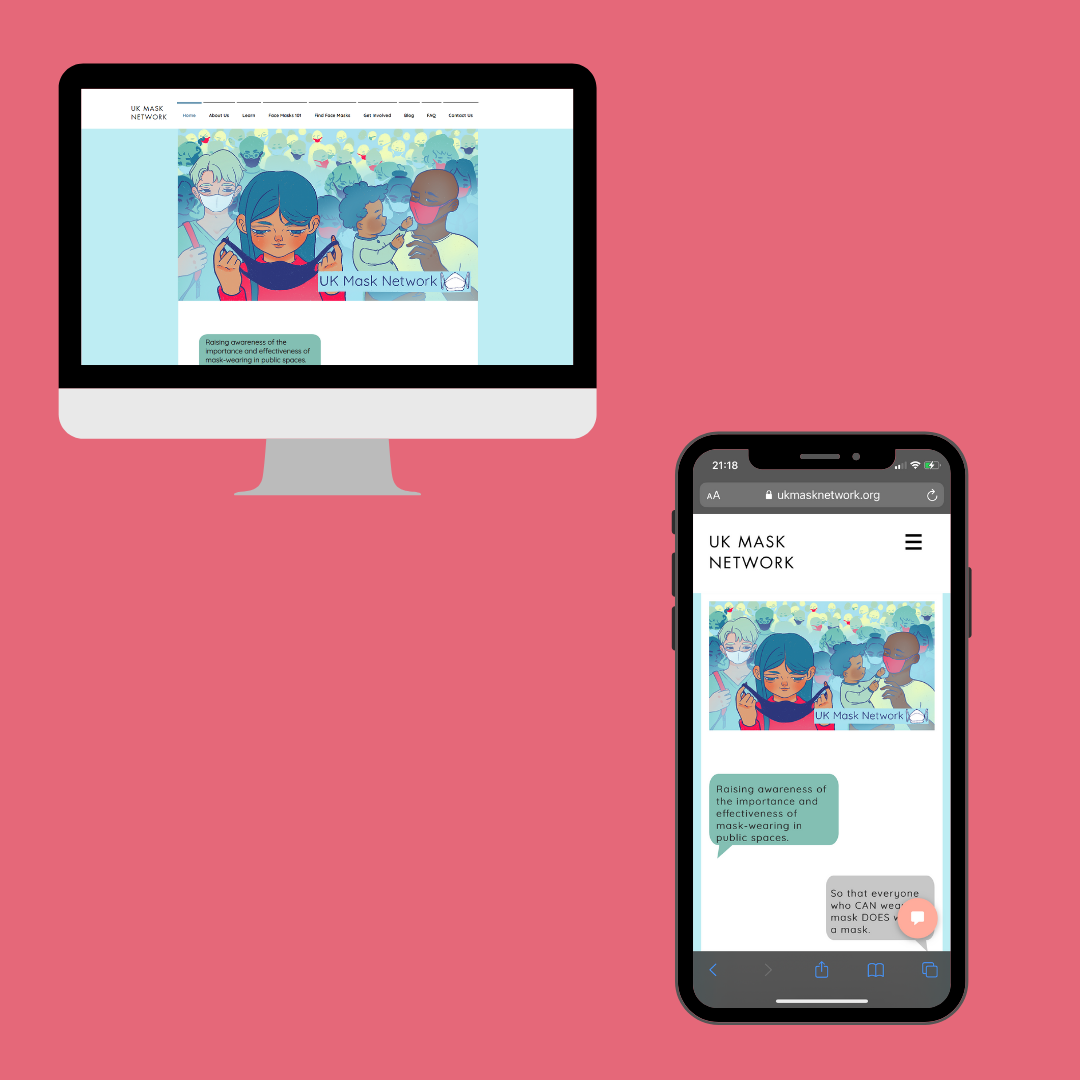 UK MASK
NETWORK
Home About Us Learn Face Masks 101 Find Face Masks Get Involved Blog FAQ Contact Us
UK Mask Network
Raising awareness of the
importance and effectiveness of
mask-wearing in public spaces.
21:18
AA ukmasknetwork.org
UK MASK
NETWORK
UK Mask Network
Raising awareness of
the importance and
effectiveness of
mask-wearing in
public spaces.
So that everyone
who CAN wea
mask DOES
a mask.